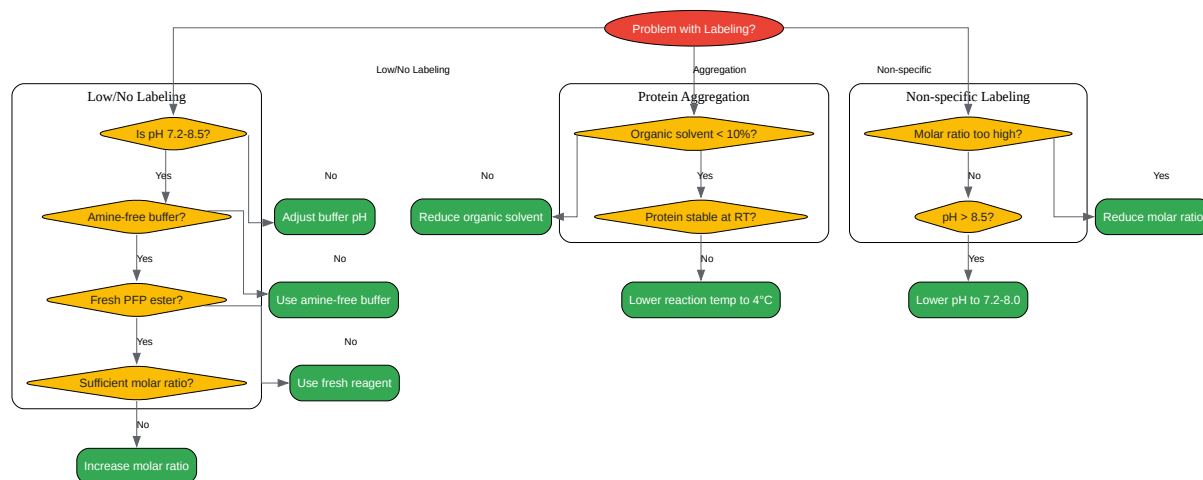 Problem with Labeling?
Low/No Labeling
Aggregation
Non-specific
Low/No Labeling
Protein Aggregation
Non-specific Labeling
Is pH 7.2-8.5?
Organic solvent < 10%?
Molar ratio too high?
Yes
No
No
Yes
No
Yes
Amine-free buffer?
Adjust buffer pH
Reduce organic solvent
Protein stable at RT?
pH > 8.5?
Reduce molar ratio
Yes
No
No
Yes
Fresh PFP ester?
Use amine-free buffer
Lower reaction temp to 4°C
Lower pH to 7.2-8.0
Yes
No
Sufficient molar ratio?
Use fresh reagent
No
Increase molar ratio